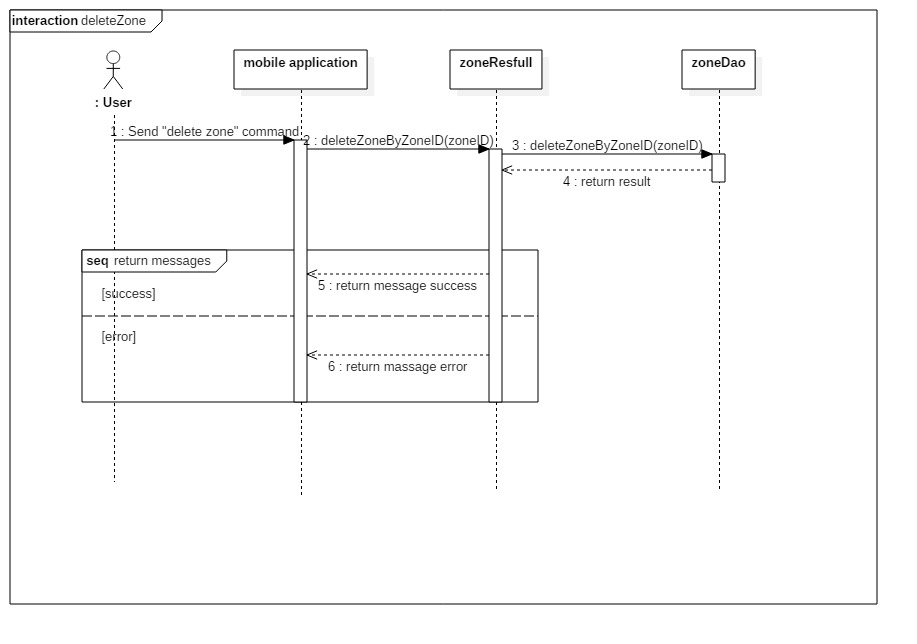 interaction deleteZone
mobile application
zoneResfull
zoneDao
: User
1 : Send "delete zone" command
2 : deleteZoneByZoneID(zoneID)
3 : deleteZoneByZoneID(zoneID)
4 : return result
seq return messages
5 : return message success
[success]
[error]
6 : return massage error